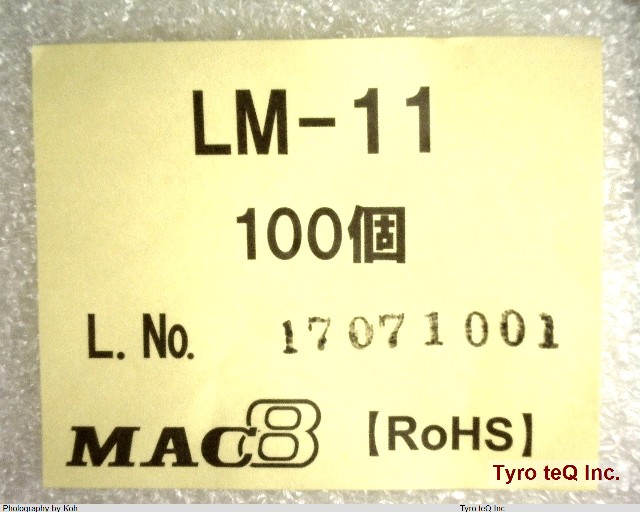 LM-11
100個
L. No. 17071001
MAC8 【RoHS】
Tyro teQ Inc.
Photography by Koh Tyro teQ Inc